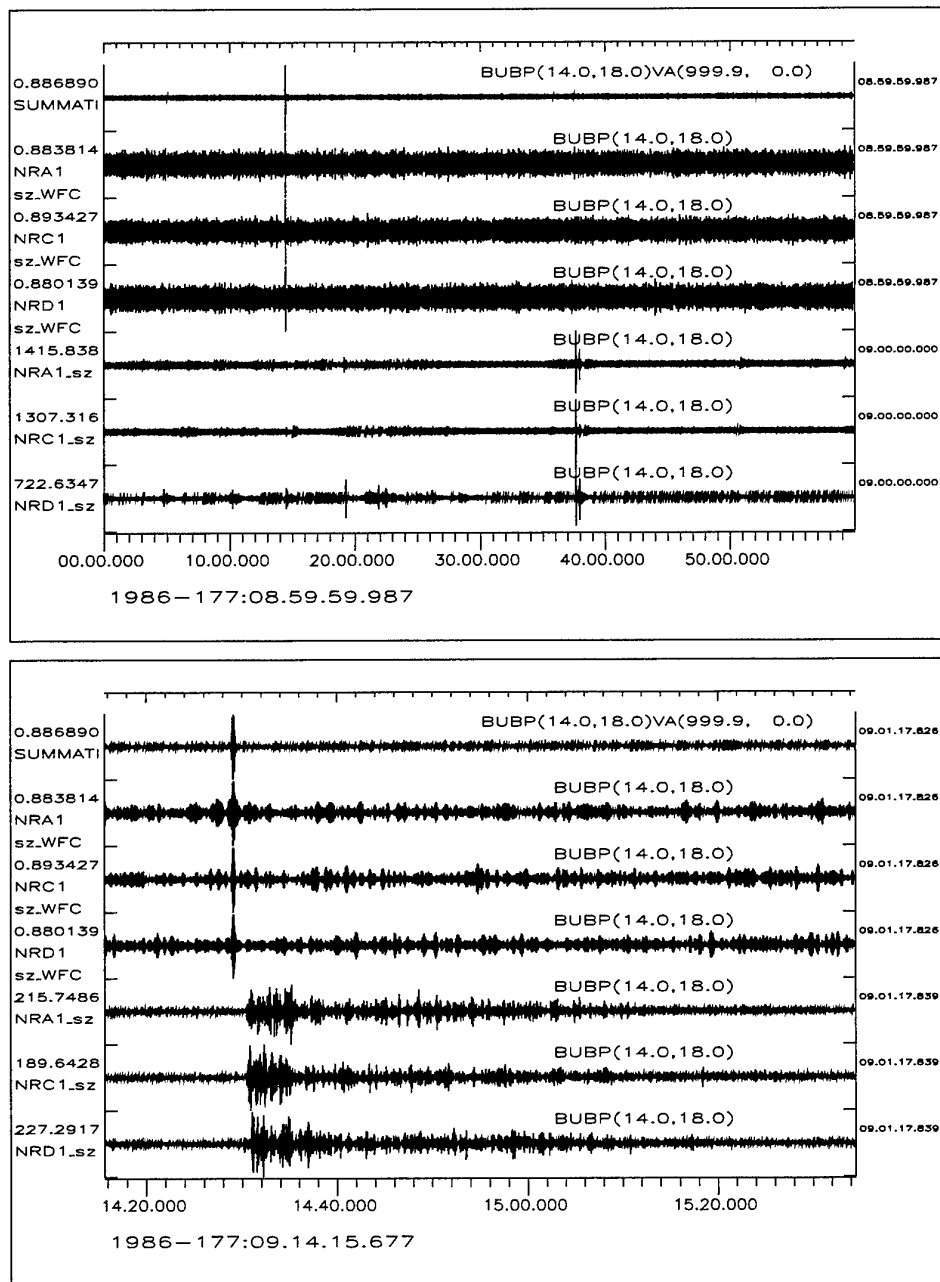 BUBP(14.0,18.0)VA(999.9, 0.0)
0.886890
SUMMATI
08.59.59.987
BUBP(14.0,18.0)
0.883814
NRA1
sz_WFC
08.59.59.987
BUBP(14.0,18.0)
0.893427
NRC1
sz_WFC
08.59.59.987
BUBP(14.0,18.0)
0.880139
NRD1
sz_WFC
08.59.59.987
BUBP(14.0,18.0)
1415.838
NRA1_sz
09.00.00.000
BUBP(14.0,18.0)
1307.316
NRC1_sz
09.00.00.000
BUBP(14.0,18.0)
722.6347
NRD1_sz
09.00.00.000
00.00.000 10.00.000 20.00.000 30.00.000 40.00.000 50.00.000
1986-177:08.59.59.987
BUBP(14.0,18.0)VA(999.9, 0.0)
0.886890
SUMMATI
09.01.17.826
BUBP(14.0,18.0)
0.883814
NRA1
sz_WFC
09.01.17.826
BUBP(14.0,18.0)
0.893427
NRC1
sz_WFC
09.01.17.826
BUBP(14.0,18.0)
0.880139
NRD1
sz_WFC
09.01.17.826
BUBP(14.0,18.0)
215.7486
NRA1_sz
09.01.17.839
BUBP(14.0,18.0)
189.6428
NRC1_sz
09.01.17.839
BUBP(14.0,18.0)
227.2917
NRD1_sz
09.01.17.839
14.20.000 14.40.000 15.00.000 15.20.000
1986-177:09.14.15.677